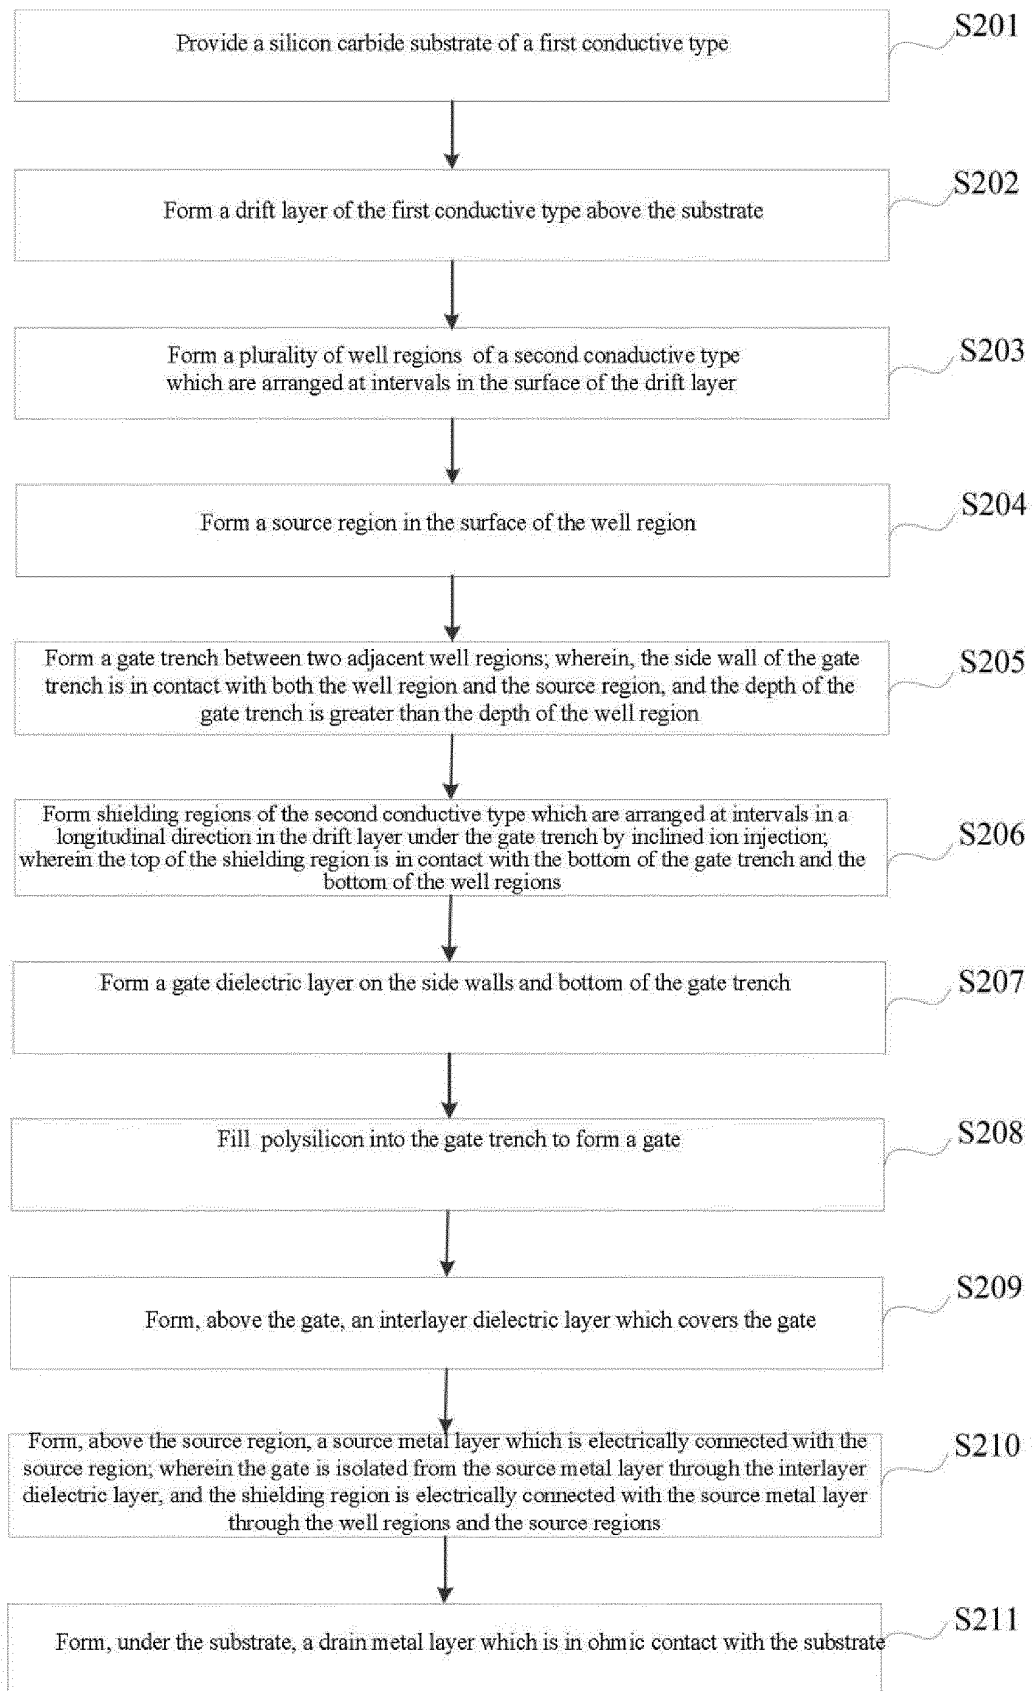 Provide a silicon carbide substrate of a first conductive type
S201
Form a drift layer of the first conductive type above the substrate
S202
Form a plurality of well regions of a second conaductive type
which are arranged at intervals in the surface of the drift layer
S203
Form a source region in the surface of the well region
S204
Form a gate trench between two adjacent well regions; wherein, the side wall of the gate
trench is in contact with both the well region and the source region, and the depth of the
gate trench is greater than the depth of the well region
S205
Form shielding regions of the second conductive type which are arranged at intervals in a
longitudinal direction in the drift layer under the gate trench by inclined ion injection;
wherein the top of the shielding region is in contact with the bottom of the gate trench and the
bottom of the well regions
S206
Form a gate dielectric layer on the side walls and bottom of the gate trench
S207
Fill polysilicon into the gate trench to form a gate
S208
Form, above the gate, an interlayer dielectric layer which covers the gate
S209
Form, above the source region, a source metal layer which is electrically connected with the
source region; wherein the gate is isolated from the source metal layer through the interlayer
dielectric layer, and the shielding region is electrically connected with the source metal layer
through the well regions and the source regions
S210
Form, under the substrate, a drain metal layer which is in ohmic contact with the substrate
S211